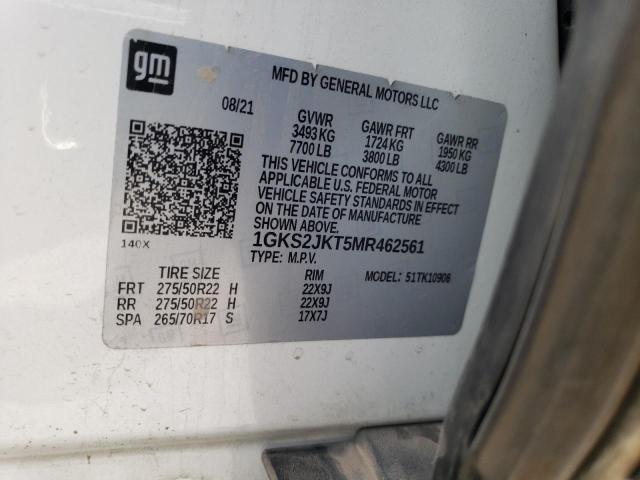 gm
MFD BY GENERAL MOTORS LLC
08/21
GVWR GAWR FRT GAWR RR
3493 KG 1724 KG 1950 KG
7700 LB 3800 LB 4300 LB
THIS VEHICLE CONFORMS TO ALL
APPLICABLE U.S. FEDERAL MOTOR
VEHICLE SAFETY STANDARDS IN EFFECT
ON THE DATE OF MANUFACTURE
SHOWN ABOVE.
140X
1GKS2JKT5MR462561
TYPE: M.P.V. MODEL: 51TK10906
TIRE SIZE RIM
FRT 275/50R22 H 22X9J
RR 275/50R22 H 22X9J
SPA 265/70R17 S 17X7J